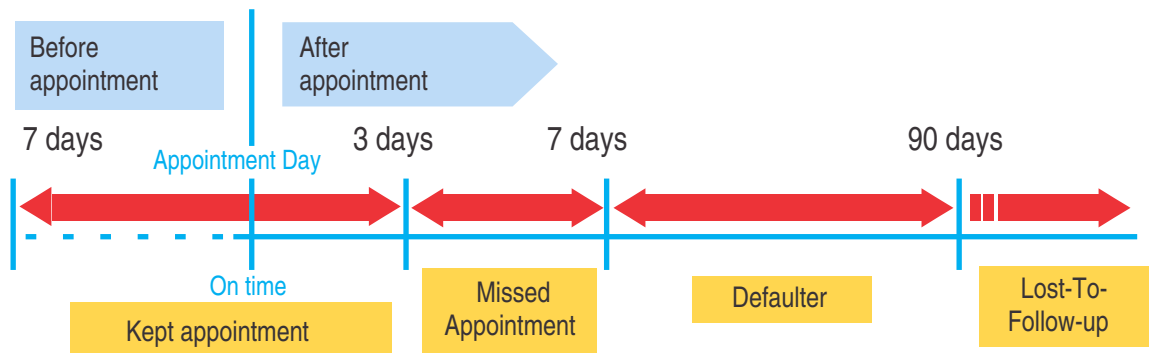 Before
appointment
After
appointment
7 days
3 days
7 days
90 days
Appointment Day
On time
Kept appointment
Missed
Appointment
Defaulter
Lost-To-
Follow-up